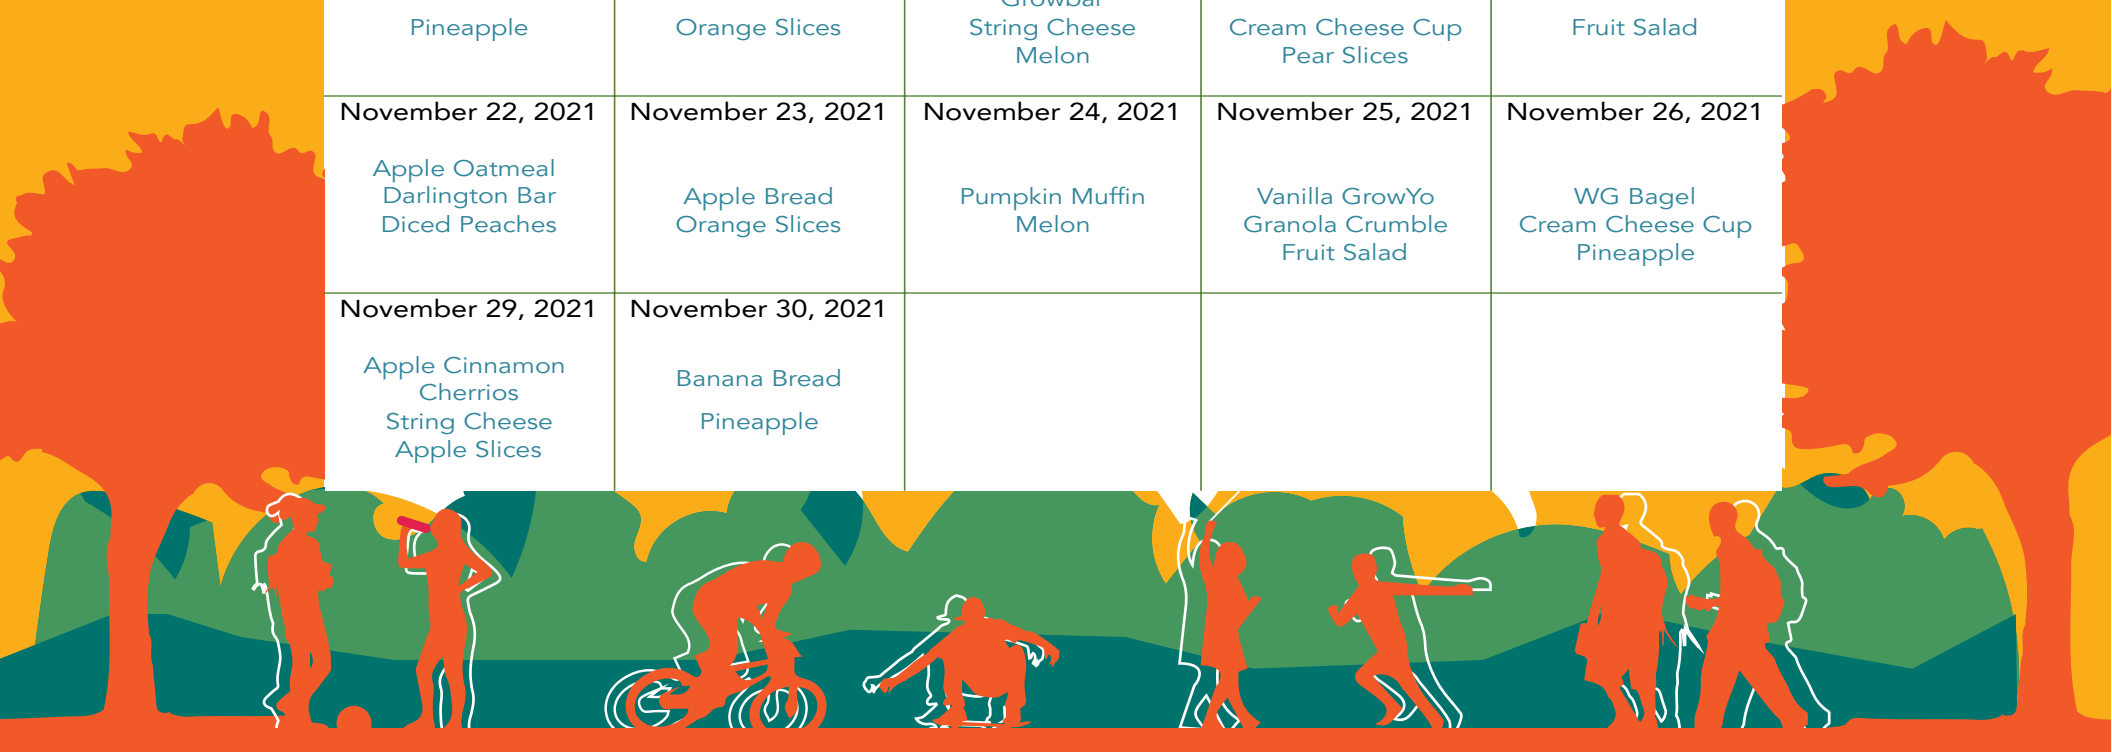 Pineapple
Orange Slices
Growbar
String Cheese
Melon
Cream Cheese Cup
Pear Slices
Fruit Salad
November 22, 2021
Apple Oatmeal
Darlington Bar
Diced Peaches
November 23, 2021
Apple Bread
Orange Slices
November 24, 2021
Pumpkin Muffin
Melon
November 25, 2021
Vanilla GrowYo
Granola Crumble
Fruit Salad
November 26, 2021
WG Bagel
Cream Cheese Cup
Pineapple
November 29, 2021
Apple Cinnamon
Cherrios
String Cheese
Apple Slices
November 30, 2021
Banana Bread
Pineapple